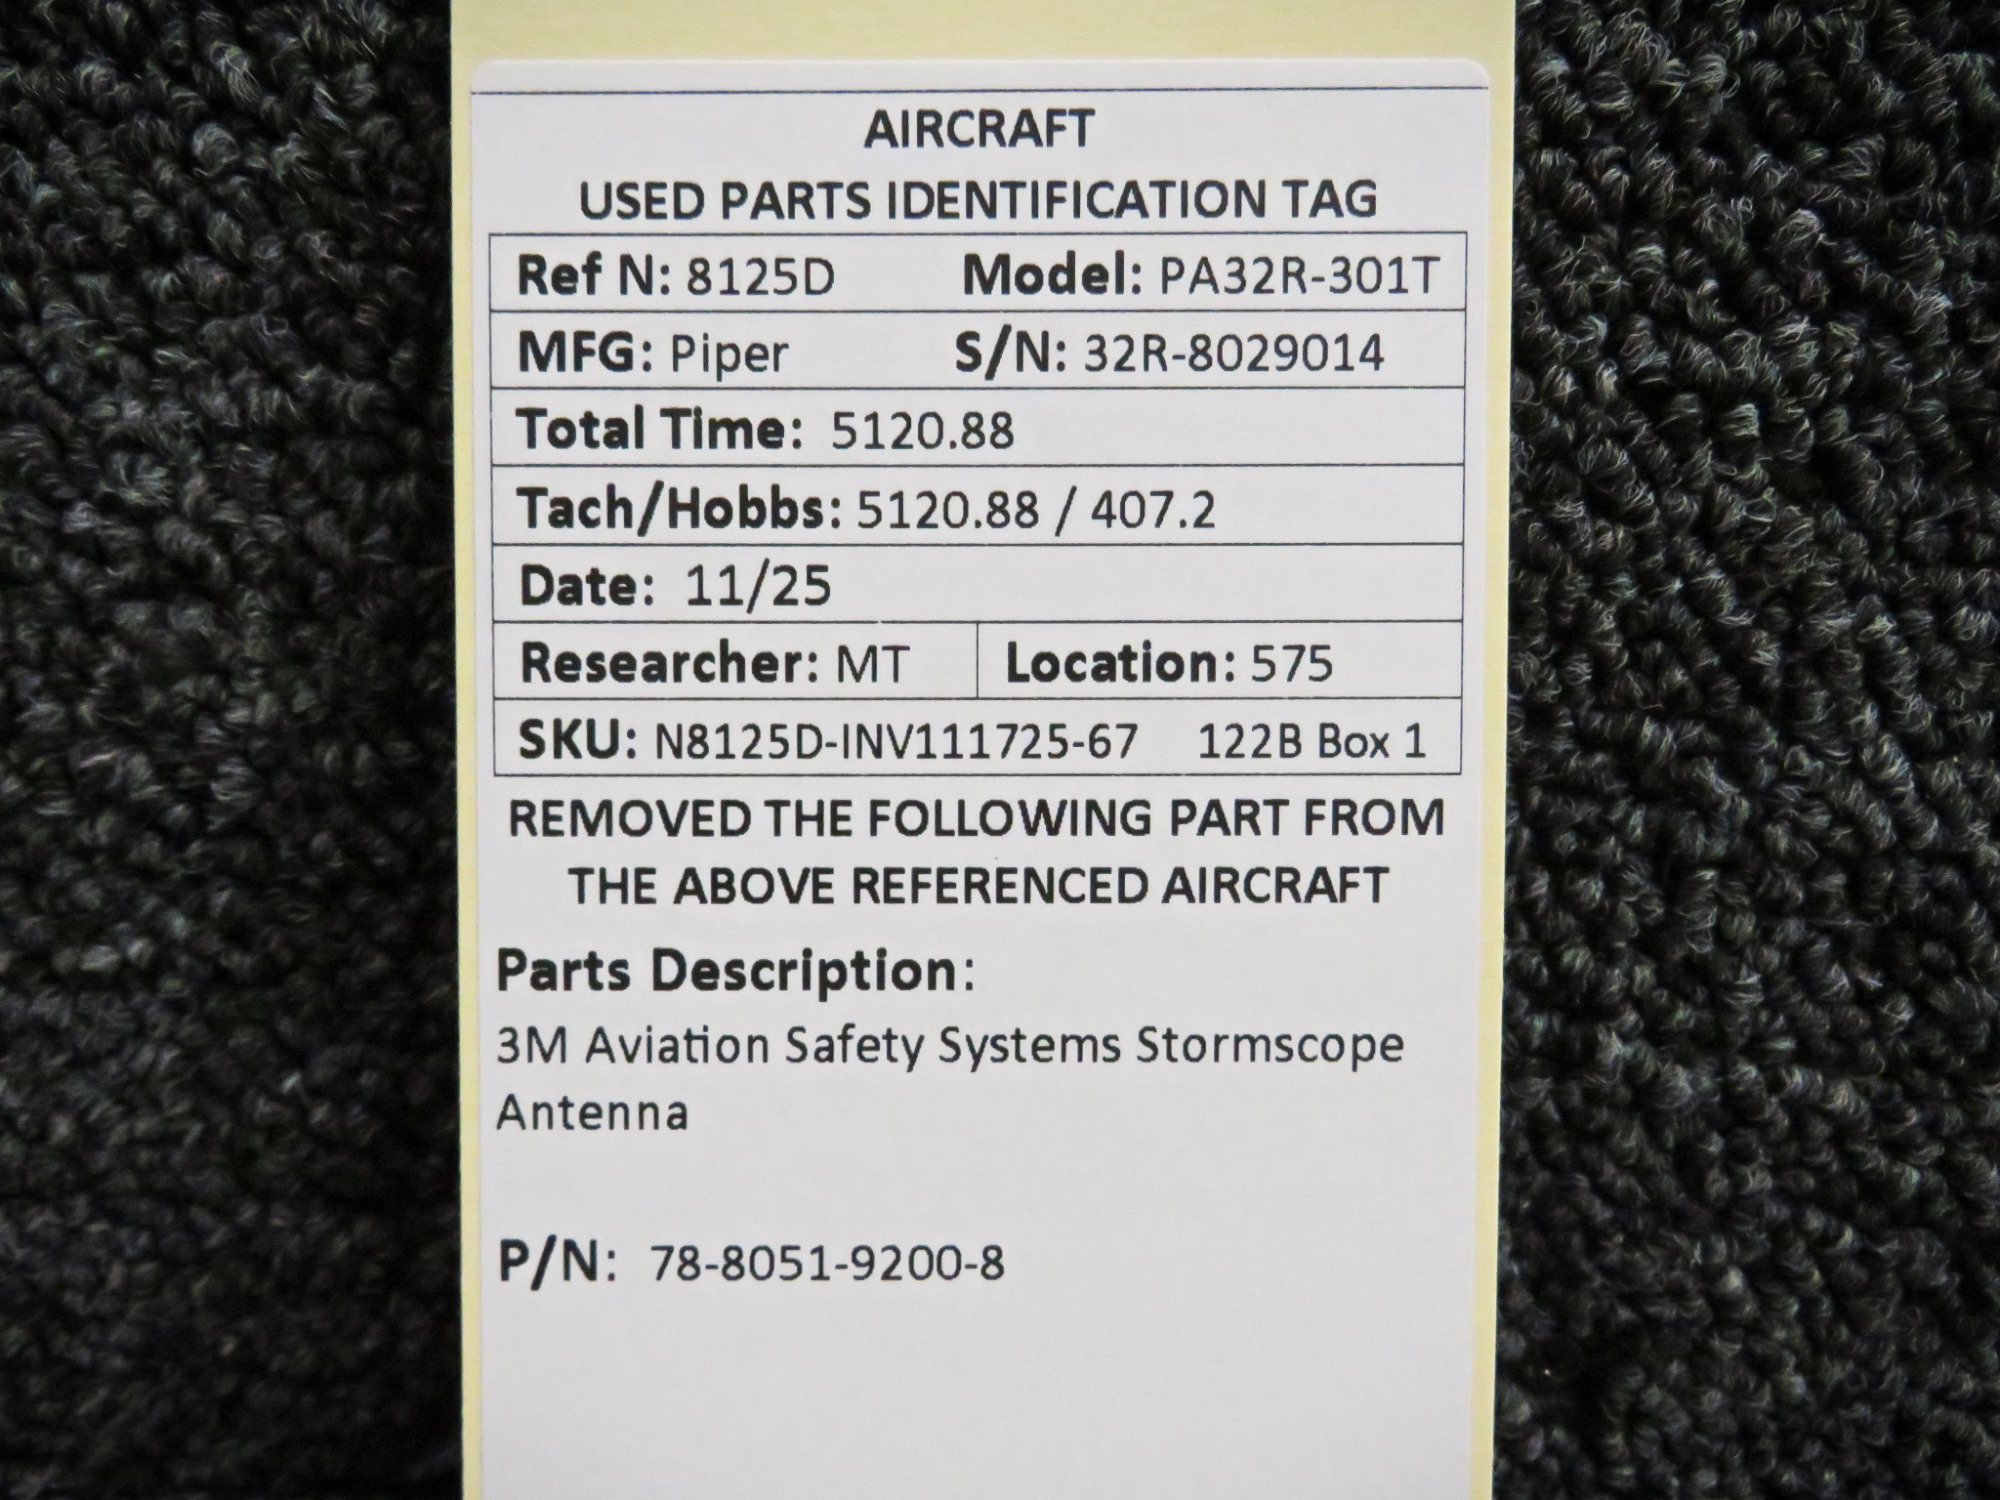 AIRCRAFT
USED PARTS IDENTIFICATION TAG
Ref N: 8125D Model: PA32R-301T
MFG: Piper S/N: 32R-8029014
Total Time: 5120.88
Tach/Hobbs: 5120.88 / 407.2
Date: 11/25
Researcher: MT Location: 575
SKU: N8125D-INV111725-67 122B Box 1
REMOVED THE FOLLOWING PART FROM
THE ABOVE REFERENCED AIRCRAFT
Parts Description:
3M Aviation Safety Systems Stormscope
Antenna
P/N: 78-8051-9200-8